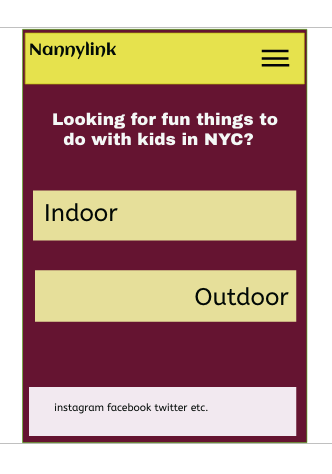 Nannylink
Looking for fun things to
do with kids in NYC?
Indoor
Outdoor
instagram facebook twitter etc.